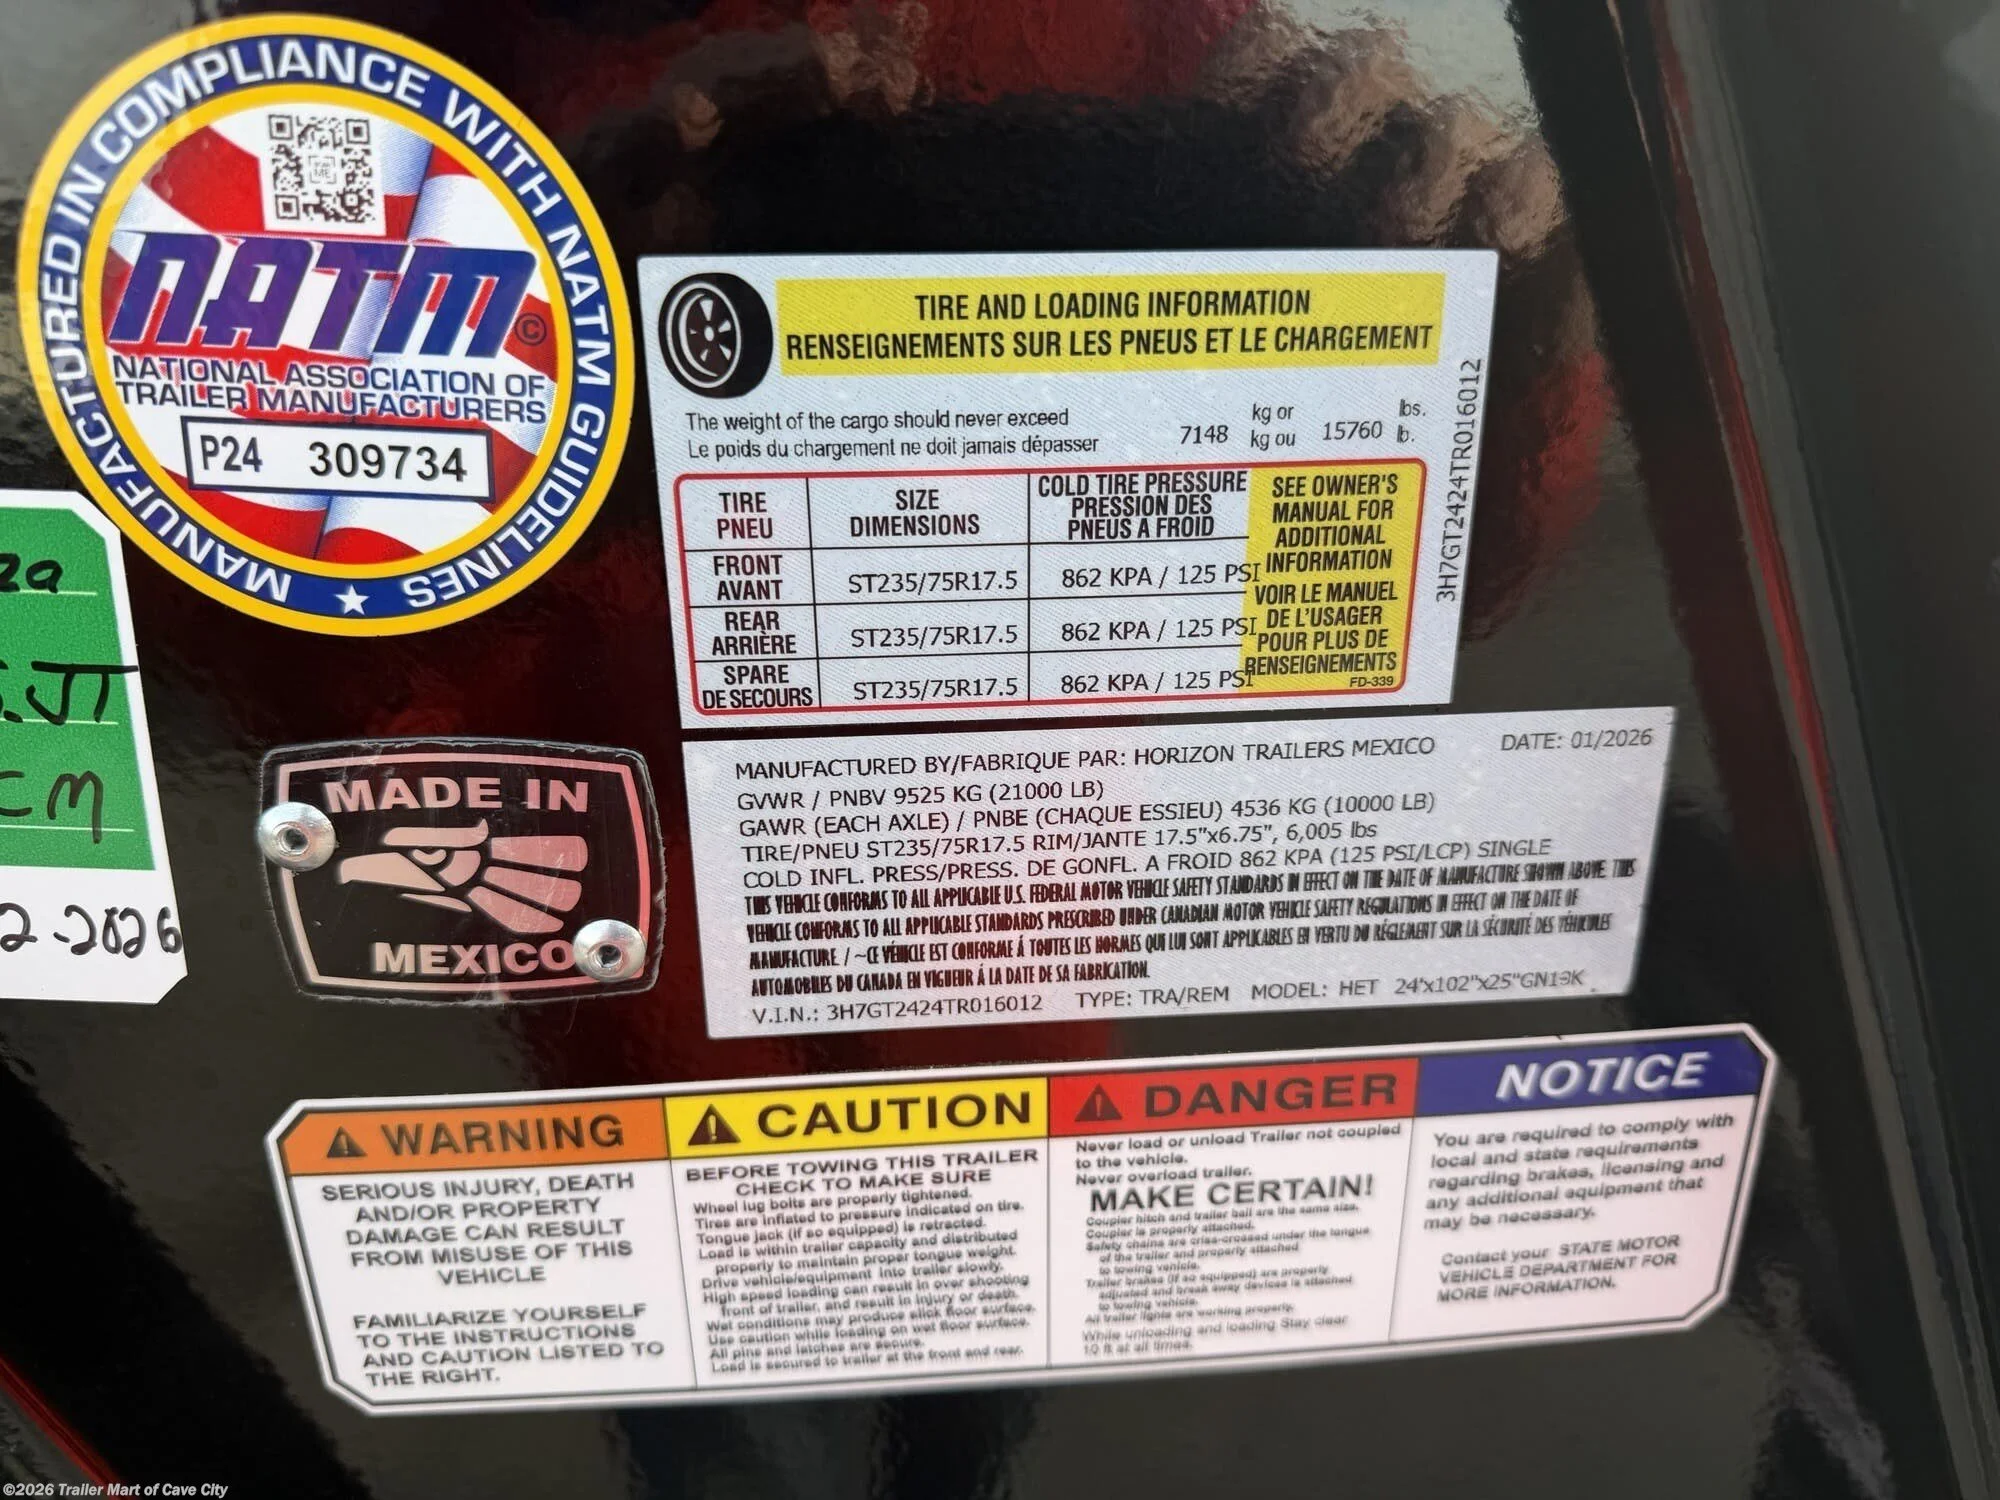 MANUFACTURED IN COMPLIANCE WITH NATM GUIDELINES
NATM ©
NATIONAL ASSOCIATION OF
TRAILER MANUFACTURERS
P24 309734
TIRE AND LOADING INFORMATION
RENSEIGNEMENTS SUR LES PNEUS ET LE CHARGEMENT
The weight of the cargo should never exceed kg or lbs.
Le poids du chargement ne doit jamais dépasser 7148 kg ou 15760 lb.
TIRE
PNEU
SIZE
DIMENSIONS
COLD TIRE PRESSURE
PRESSION DES
PNEUS A FROID
FRONT
AVANT
ST235/75R17.5
862 KPA / 125 PSI
REAR
ARRIÈRE
ST235/75R17.5
862 KPA / 125 PSI
SPARE
DE SECOURS
ST235/75R17.5
862 KPA / 125 PSI
SEE OWNER'S
MANUAL FOR
ADDITIONAL
INFORMATION
VOIR LE MANUEL
DE L'USAGER
POUR PLUS DE
RENSEIGNEMENTS
FD-339
3H7GT2424TR016012
MANUFACTURED BY/FABRIQUE PAR: HORIZON TRAILERS MEXICO DATE: 01/2026
GVWR / PNBV 9525 KG (21000 LB)
GAWR (EACH AXLE) / PNBE (CHAQUE ESSIEU) 4536 KG (10000 LB)
TIRE/PNEU ST235/75R17.5 RIM/JANTE 17.5"x6.75", 6,005 lbs
COLD INFL. PRESS/PRESS. DE GONFL. A FROID 862 KPA (125 PSI/LCP) SINGLE
THIS VEHICLE CONFORMS TO ALL APPLICABLE U.S. FEDERAL MOTOR VEHICLE SAFETY STANDARDS IN EFFECT ON THE DATE OF MANUFACTURE SHOWN ABOVE. THIS
VEHICLE CONFORMS TO ALL APPLICABLE STANDARDS PRESCRIBED UNDER CANADIAN MOTOR VEHICLE SAFETY REGULATIONS IN EFFECT ON THE DATE OF
MANUFACTURE. / ~CE VÉHICLE EST CONFORME Á TOUTES LES NORMES QUI LUI SONT APPLICABLES EN VERTU DU RÉGLEMENT SUR LA SÉCURITÉ DES VÉHICULES
AUTOMOBILES DU CANADA EN VIGUEUR Á LA DATE DE SA FABRICATION.
V.I.N.: 3H7GT2424TR016012 TYPE: TRA/REM MODEL: HET 24'x102"x25"
MADE IN
MEXICO
CM
2-2026
WARNING
SERIOUS INJURY, DEATH
AND/OR PROPERTY
DAMAGE CAN RESULT
FROM MISUSE OF THIS
VEHICLE
FAMILIARIZE YOURSELF
TO THE INSTRUCTIONS
AND CAUTION LISTED TO
THE RIGHT.
CAUTION
BEFORE TOWING THIS TRAILER
CHECK TO MAKE SURE
Wheel lug bolts are properly tightened.
Tires are inflated to pressure indicated on tire.
Tongue jack (if so equipped) is retracted.
Load is within trailer capacity and distributed
properly to maintain proper tongue weight.
Drive vehicle/equipment into trailer slowly.
High speed loading can result in over shooting
front of trailer, and result in injury or death.
Wet conditions may produce slick floor surface.
Use caution while loading on wet floor surface.
All pins and latches are secure.
Load is secured to trailer at the front and rear.
DANGER
Never load or unload Trailer not coupled
to the vehicle.
Never overload trailer.
MAKE CERTAIN!
Coupler hitch and trailer ball are the same size.
Coupler is properly attached.
Safety chains are criss-crossed under the tongue
of the trailer and properly attached
to towing vehicle.
Trailer brakes (if so equipped) are properly
adjusted and break away devices is attached
to towing vehicle.
All trailer lights are working properly.
While unloading and loading Stay clear
10 ft at all times.
NOTICE
You are required to comply with
local and state requirements
regarding brakes, licensing and
any additional equipment that
may be necessary.
Contact your STATE MOTOR
VEHICLE DEPARTMENT FOR
MORE INFORMATION.
©2026 Trailer Mart of Cave City